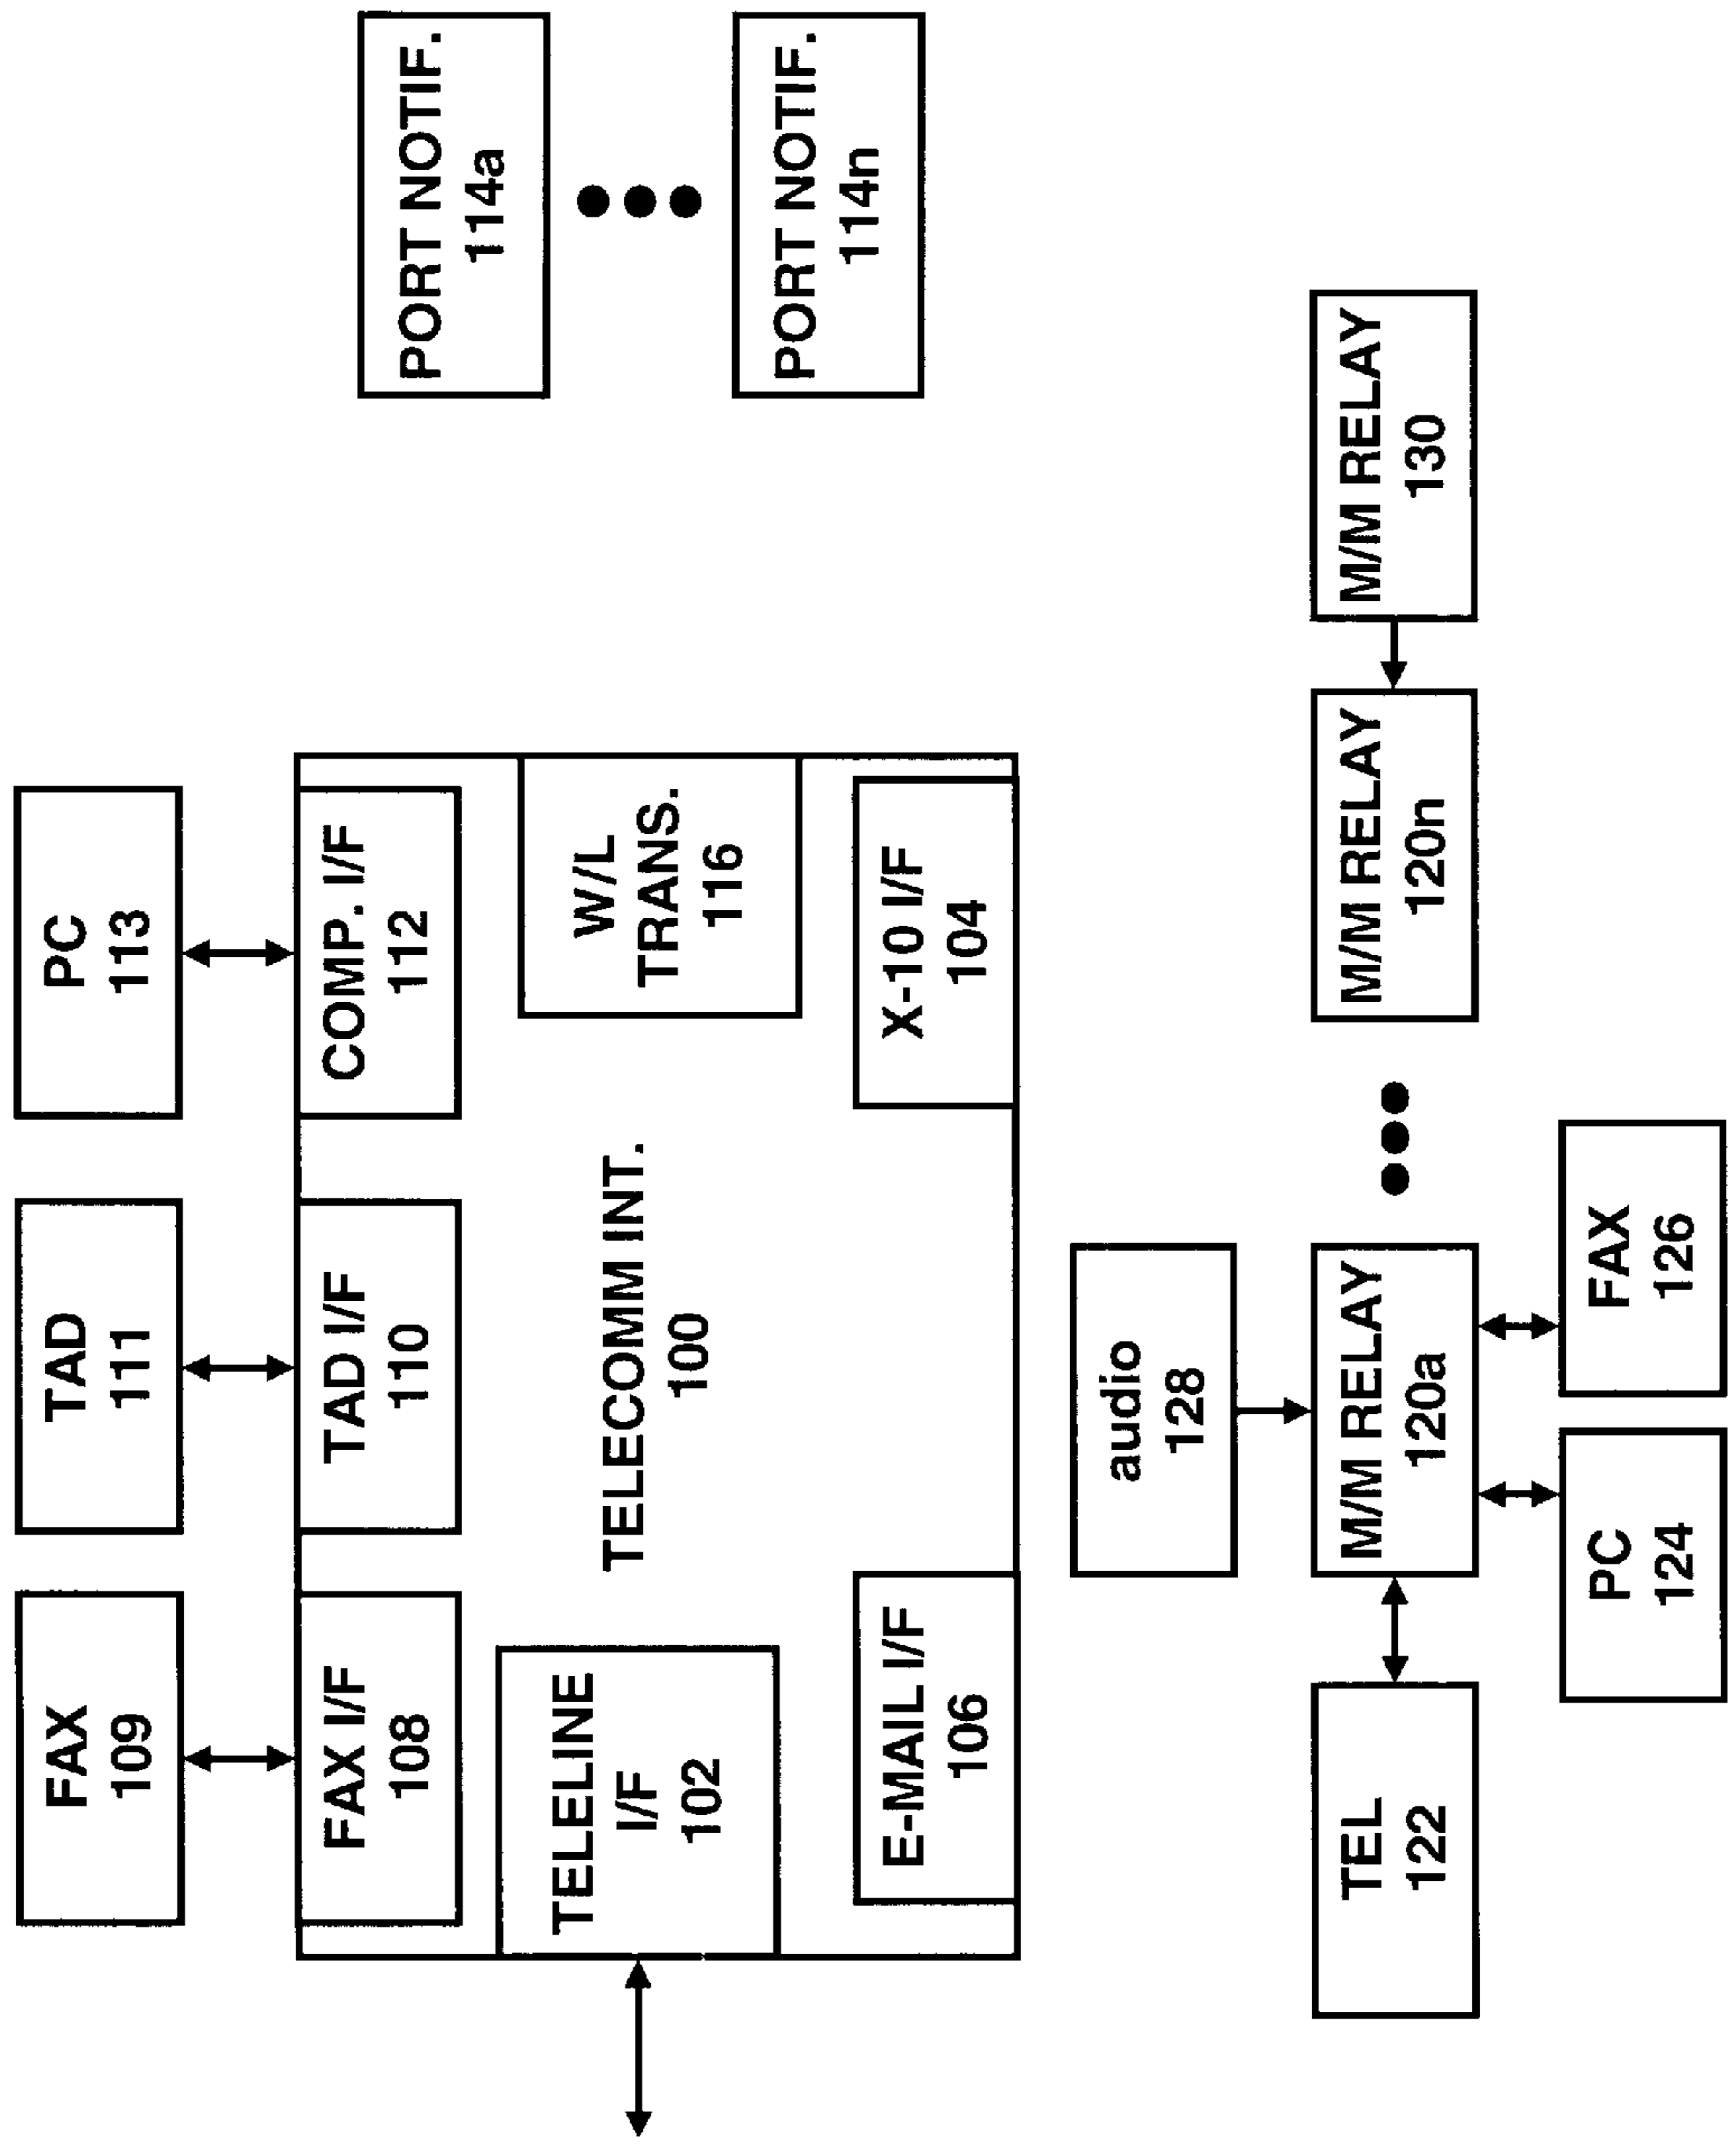 FAX
109
TAD
111
PC
113
FAX I/F
108
TAD I/F
110
COMP. I/F
112
PORT NOTIF.
114a
TELELINE
I/F
102
TELECOMM INT.
100
W/L
TRANS.
116
PORT NOTIF.
114n
E-MAIL I/F
106
X-10 I/F
104
audio
128
TEL
122
M/M RELAY
120a
M/M RELAY
120n
M/M RELAY
130
PC
124
FAX
126